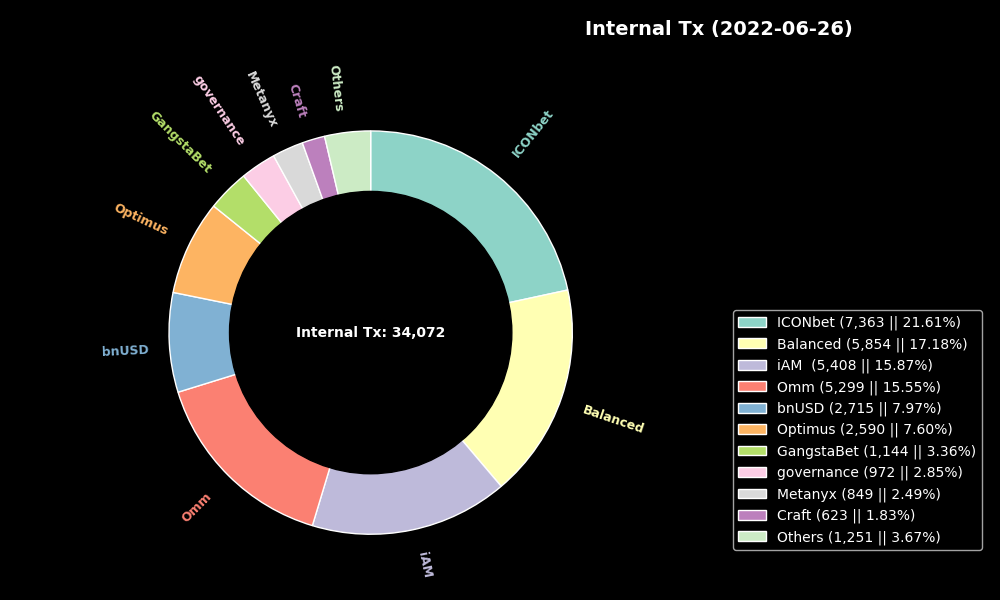 Internal Tx (2022-06-26)
Others
Craft
Metanyx
governance
GangstaBet
Optimus
bnUSD
Omm
iAM
Balanced
ICONbet
Internal Tx: 34,072
ICONbet (7,363 || 21.61%)
Balanced (5,854 || 17.18%)
iAM  (5,408 || 15.87%)
Omm (5,299 || 15.55%)
bnUSD (2,715 || 7.97%)
Optimus (2,590 || 7.60%)
GangstaBet (1,144 || 3.36%)
governance (972 || 2.85%)
Metanyx (849 || 2.49%)
Craft (623 || 1.83%)
Others (1,251 || 3.67%)